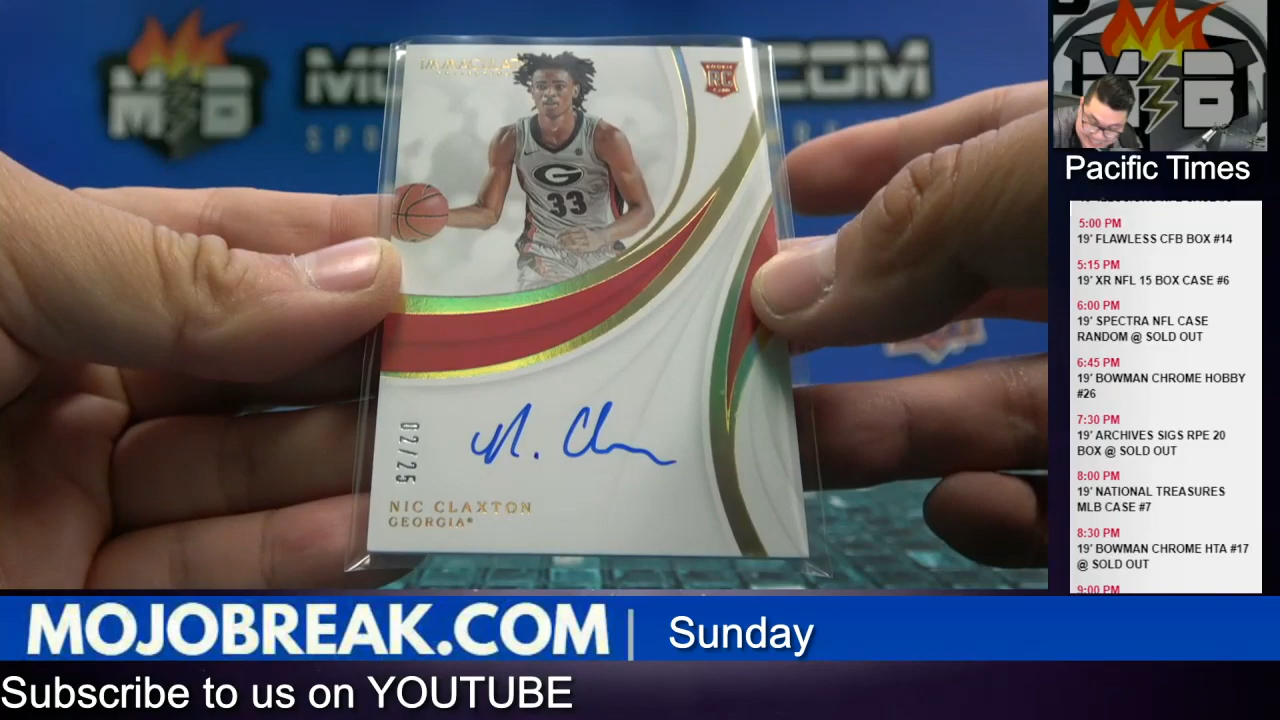 IMMACULATE
COLLECTION
RC
G
33
02/25
NIC CLAXTON
GEORGIA®
MB
MB
Pacific Times
5:00 PM
19' FLAWLESS CFB BOX #14
5:15 PM
19' XR NFL 15 BOX CASE #6
6:00 PM
19' SPECTRA NFL CASE
RANDOM @ SOLD OUT
6:45 PM
19' BOWMAN CHROME HOBBY
#26
7:30 PM
19' ARCHIVES SIGS RPE 20
BOX @ SOLD OUT
8:00 PM
19' NATIONAL TREASURES
MLB CASE #7
8:30 PM
19' BOWMAN CHROME HTA #17
@ SOLD OUT
9:00 PM
MOJOBREAK.COM | Sunday
Subscribe to us on YOUTUBE